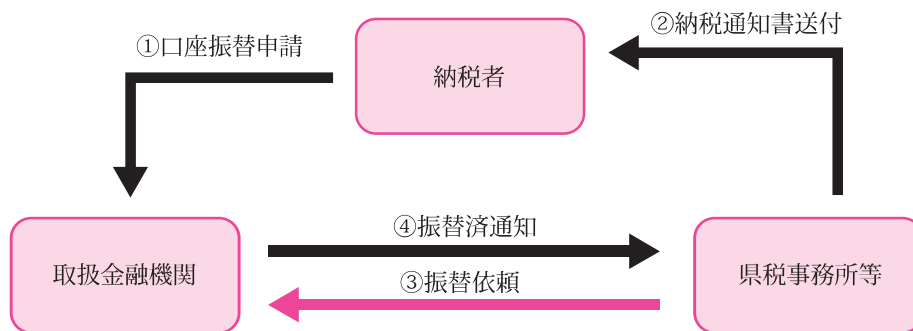 ①口座振替申請
②納税通知書送付
納税者
④振替済通知
取扱金融機関
③振替依頼
県税事務所等